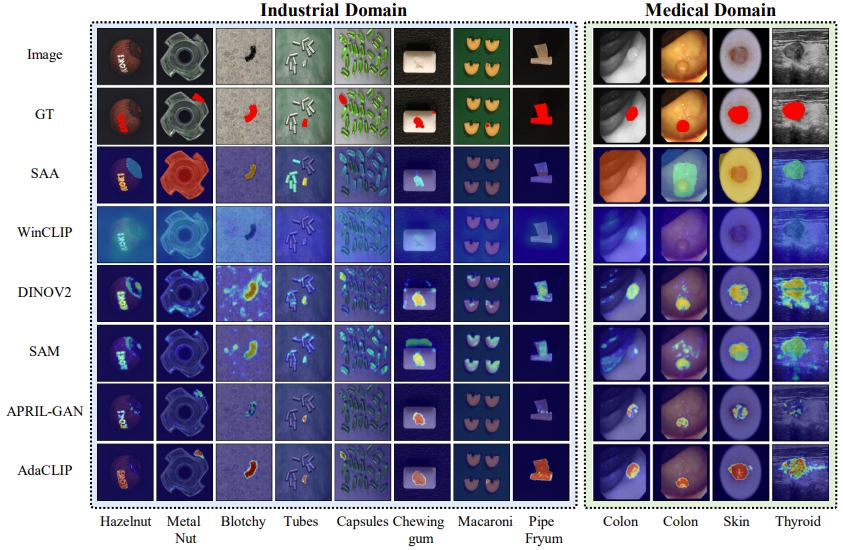 Industrial Domain
Medical Domain
Image
GT
SAA
WinCLIP
DINOV2
SAM
APRIL-GAN
AdaCLIP
Hazelnut
Metal
Nut
Blotchy
Tubes
Capsules
Chewing
gum
Macaroni
Pipe
Fryum
Colon
Colon
Skin
Thyroid